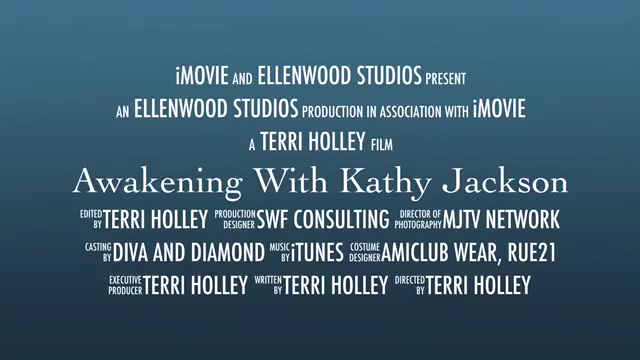 iMOVIE AND ELLENWOOD STUDIOS PRESENT
AN ELLENWOOD STUDIOS PRODUCTION IN ASSOCIATION WITH iMOVIE
A TERRI HOLLEY FILM
Awakening With Kathy Jackson
EDITED BY TERRI HOLLEY PRODUCTION DESIGNER SWF CONSULTING DIRECTOR OF PHOTOGRAPHY MJTV NETWORK
CASTING BY DIVA AND DIAMOND MUSIC BY iTUNES COSTUME DESIGNER AMICLUB WEAR, RUE21
EXECUTIVE PRODUCER TERRI HOLLEY WRITTEN BY TERRI HOLLEY DIRECTED BY TERRI HOLLEY